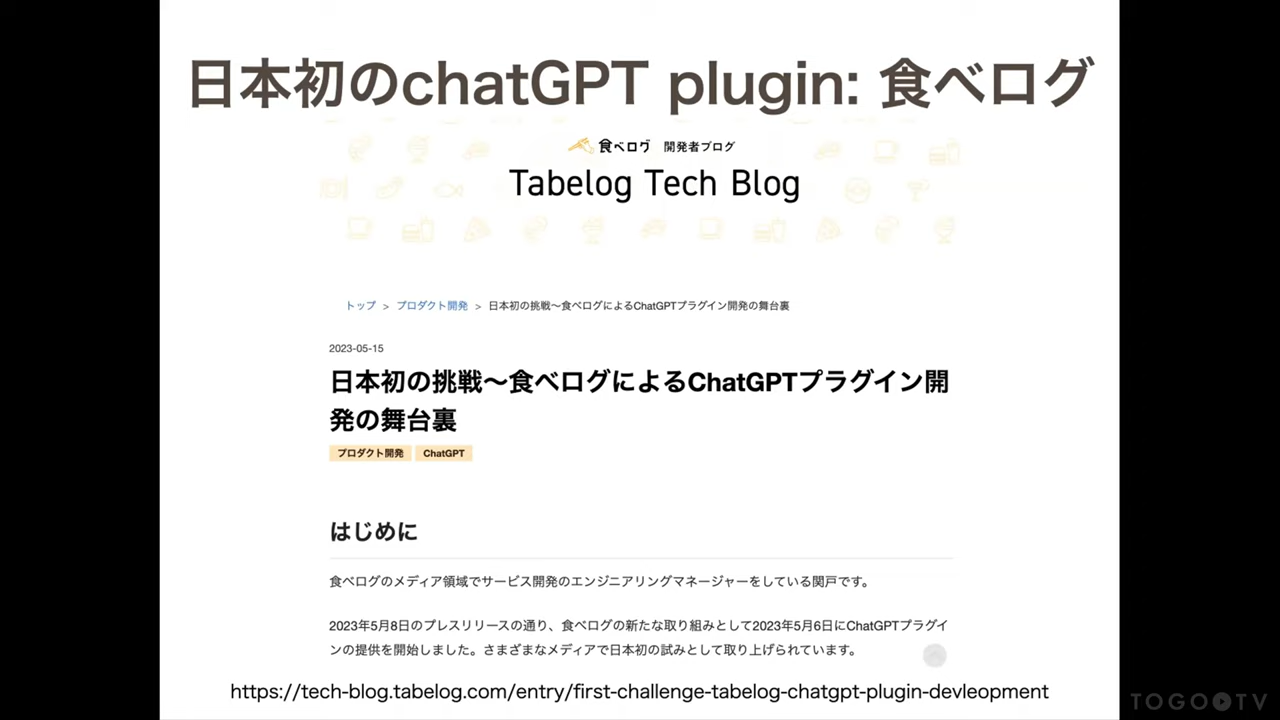 日本初のchatGPT plugin: 食べログ
食べログ 開発者ブログ
Tabelog Tech Blog
トップ > プロダクト開発 > 日本初の挑戦〜食べログによるChatGPTプラグイン開発の舞台裏
2023-05-15
日本初の挑戦〜食べログによるChatGPTプラグイン開
発の舞台裏
プロダクト開発 ChatGPT
はじめに
食べログのメディア領域でサービス開発のエンジニアリングマネージャーをしている関戸です。
2023年5月8日のプレスリリースの通り、食べログの新たな取り組みとして2023年5月6日にChatGPTプラグイ
ンの提供を開始しました。さまざまなメディアで日本初の試みとして取り上げられています。
https://tech-blog.tabelog.com/entry/first-challenge-tabelog-chatgpt-plugin-devleopment
TOGO TV